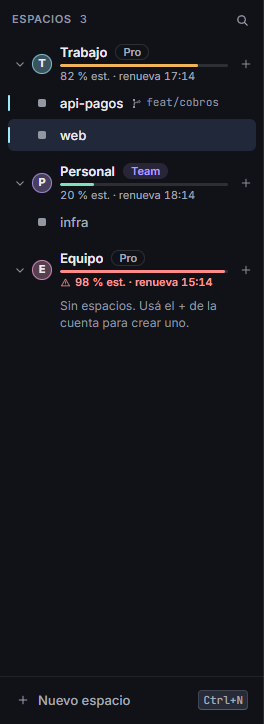 ESPACIOS 3
T Trabajo Pro
82 % est. · renueva 17:14
api-pagos feat/cobros
web
P Personal Team
20 % est. · renueva 18:14
infra
E Equipo Pro
98 % est. · renueva 15:14
Sin espacios. Usá el + de la
cuenta para crear uno.
+ Nuevo espacio Ctrl+N